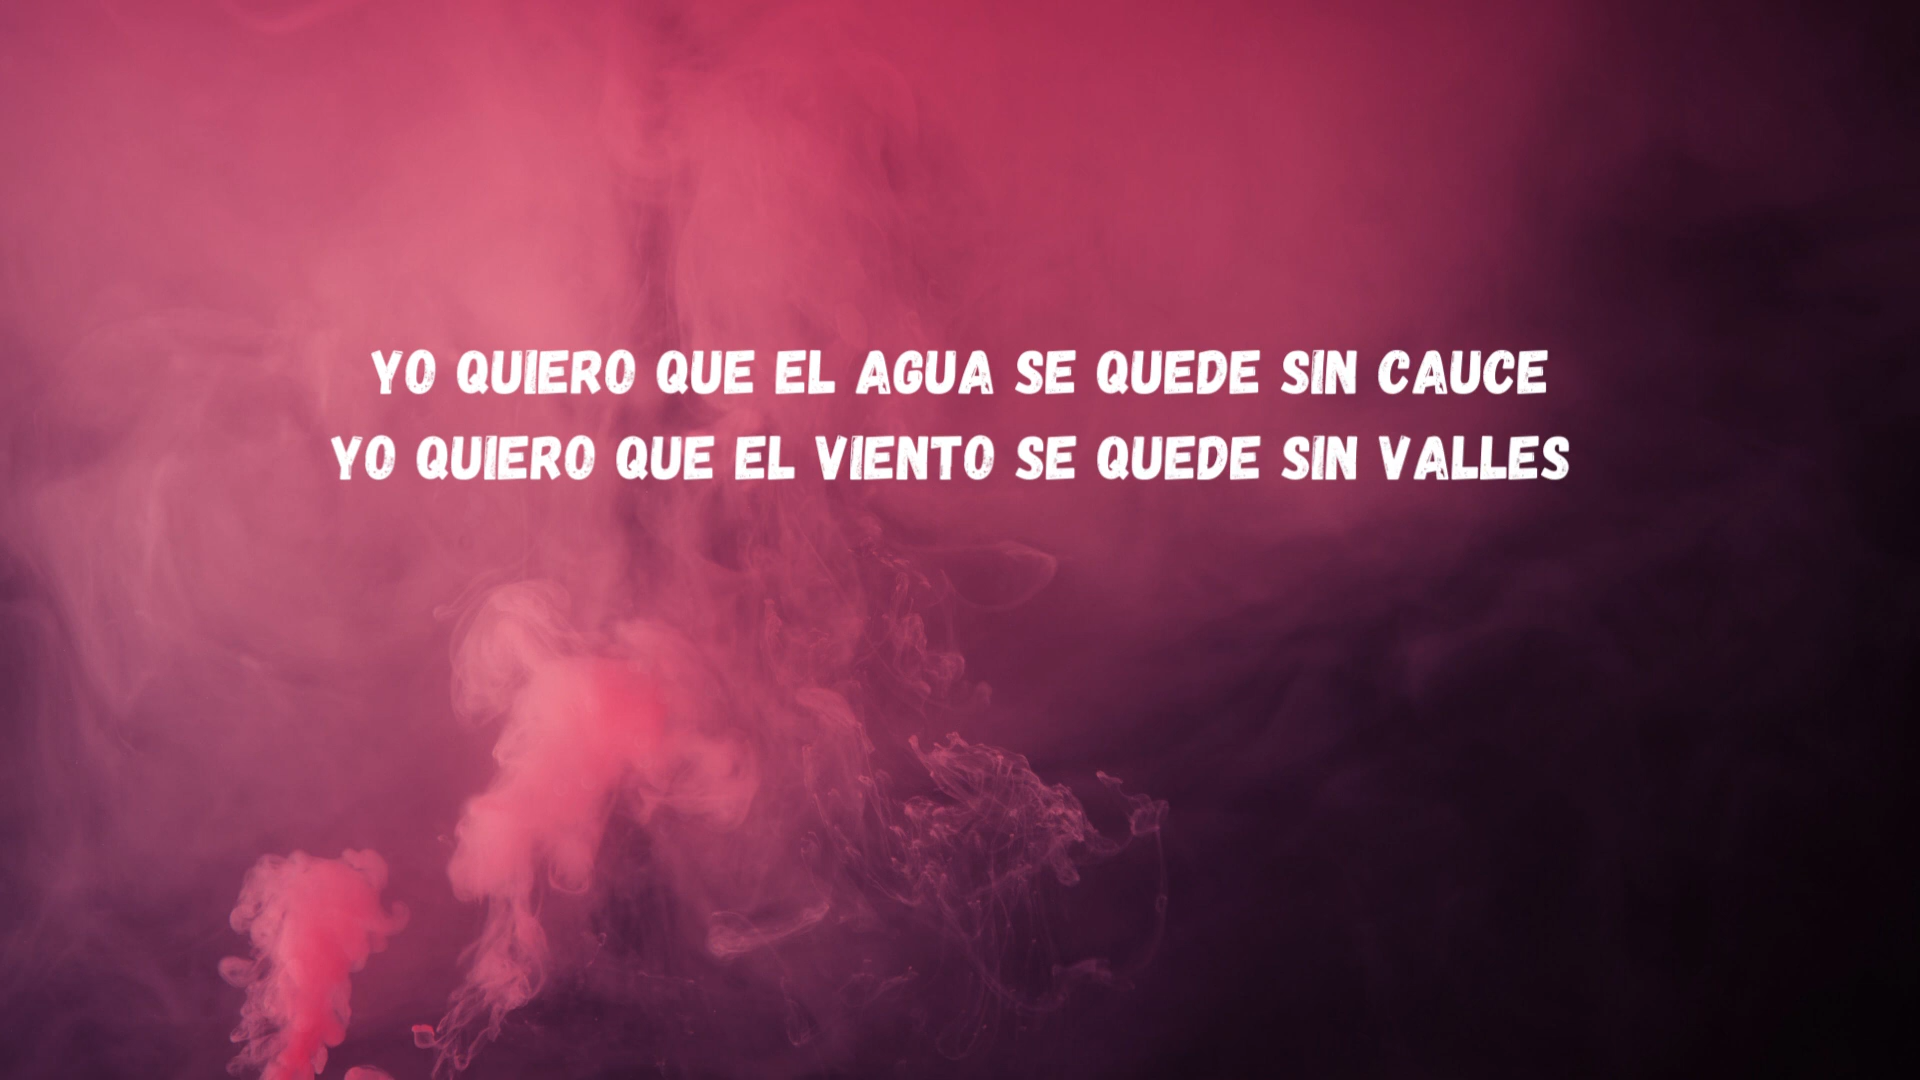 YO QUIERO QUE EL AGUA SE QUEDE SIN CAUCE
YO QUIERO QUE EL VIENTO SE QUEDE SIN VALLES